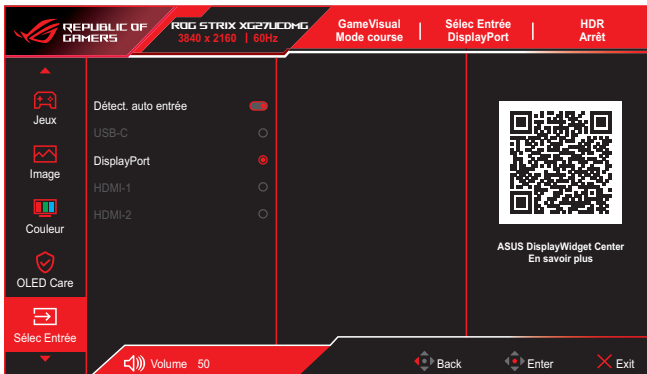 REPUBLIC OF
GAMERS
ROG STRIX XG27UCDMG
3840 x 2160 | 60Hz
GameVisual
Mode course
Sélec Entrée
DisplayPort
HDR
Arrêt
Jeux
Image
Couleur
OLED Care
Sélec Entrée
Détect. auto entrée
USB-C
DisplayPort
HDMI-1
HDMI-2
ASUS DisplayWidget Center
En savoir plus
Volume 50
Back
Enter
Exit